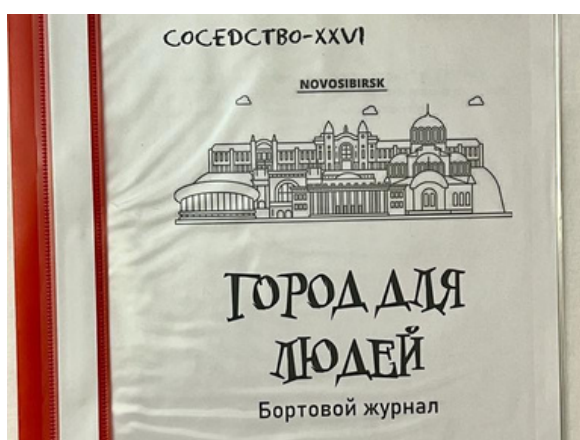 СОСЕДСТВО-XXVI
NOVOSIBIRSK
ГОРОД ДЛЯ
ЛЮДЕЙ
Бортовой журнал